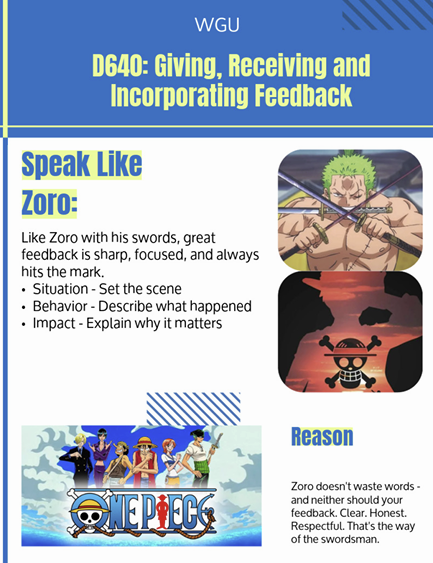 WGU
D640: Giving, Receiving and
Incorporating Feedback
Speak Like
Zoro:
Like Zoro with his swords, great
feedback is sharp, focused, and always
hits the mark.
• Situation - Set the scene
• Behavior - Describe what happened
• Impact - Explain why it matters
ONE PIECE
Reason
Zoro doesn't waste words -
and neither should your
feedback. Clear. Honest.
Respectful. That's the way
of the swordsman.